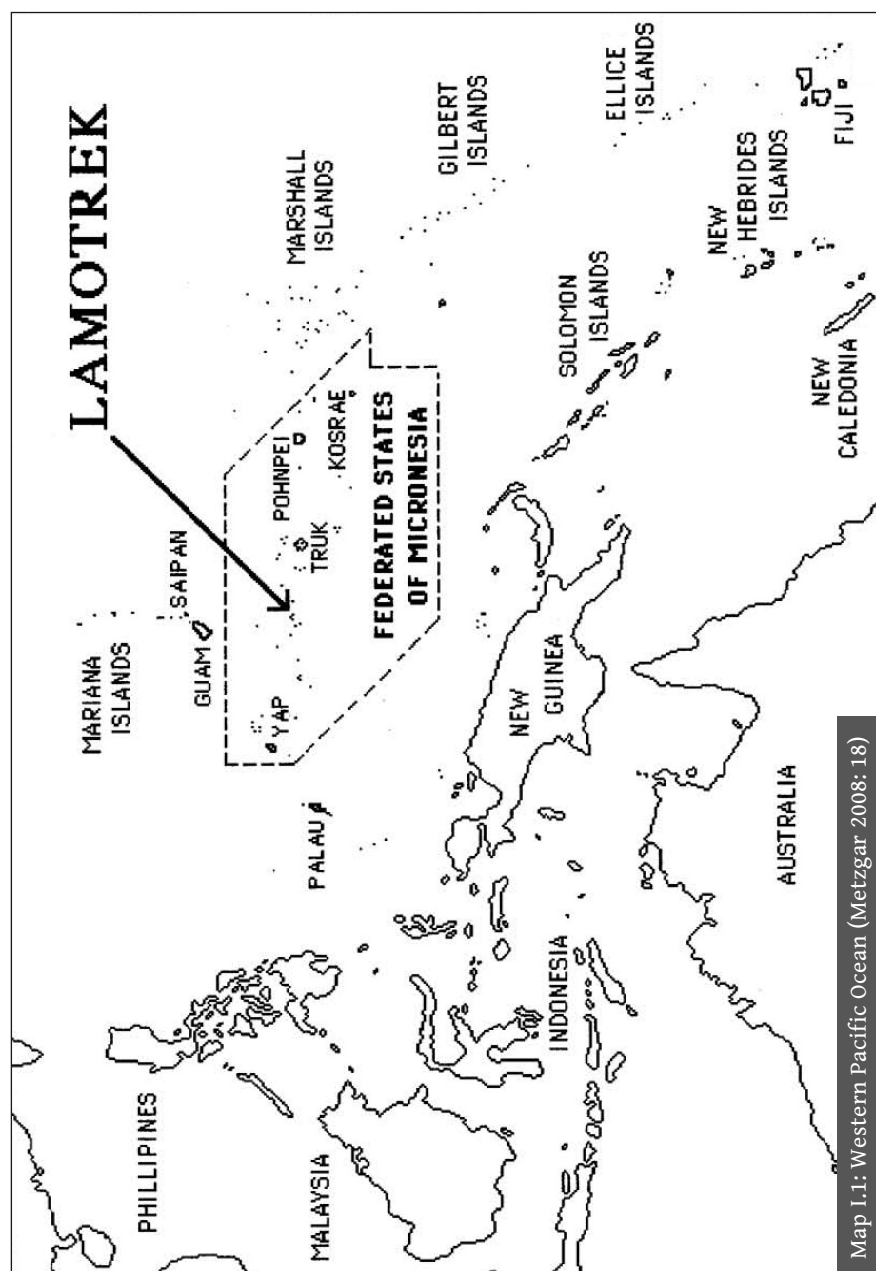 LAMOTREK
MARIANA
ISLANDS
SAIPAN
GUAM
MARSHALL
ISLANDS
PHILLIPINES
YAP
TRUK
POHNPEI
KOSRAE
PALAU
FEDERATED STATES
OF MICRONESIA
GILBERT
ISLANDS
MALAYSIA
INDONESIA
NEW
GUINEA
SOLOMON
ISLANDS
ELLICE
ISLANDS
NEW
HEBRIDES
ISLANDS
FIJI
NEW
CALEDONIA
AUSTRALIA
Map I.1: Western Pacific Ocean (Metzgar 2008: 18)